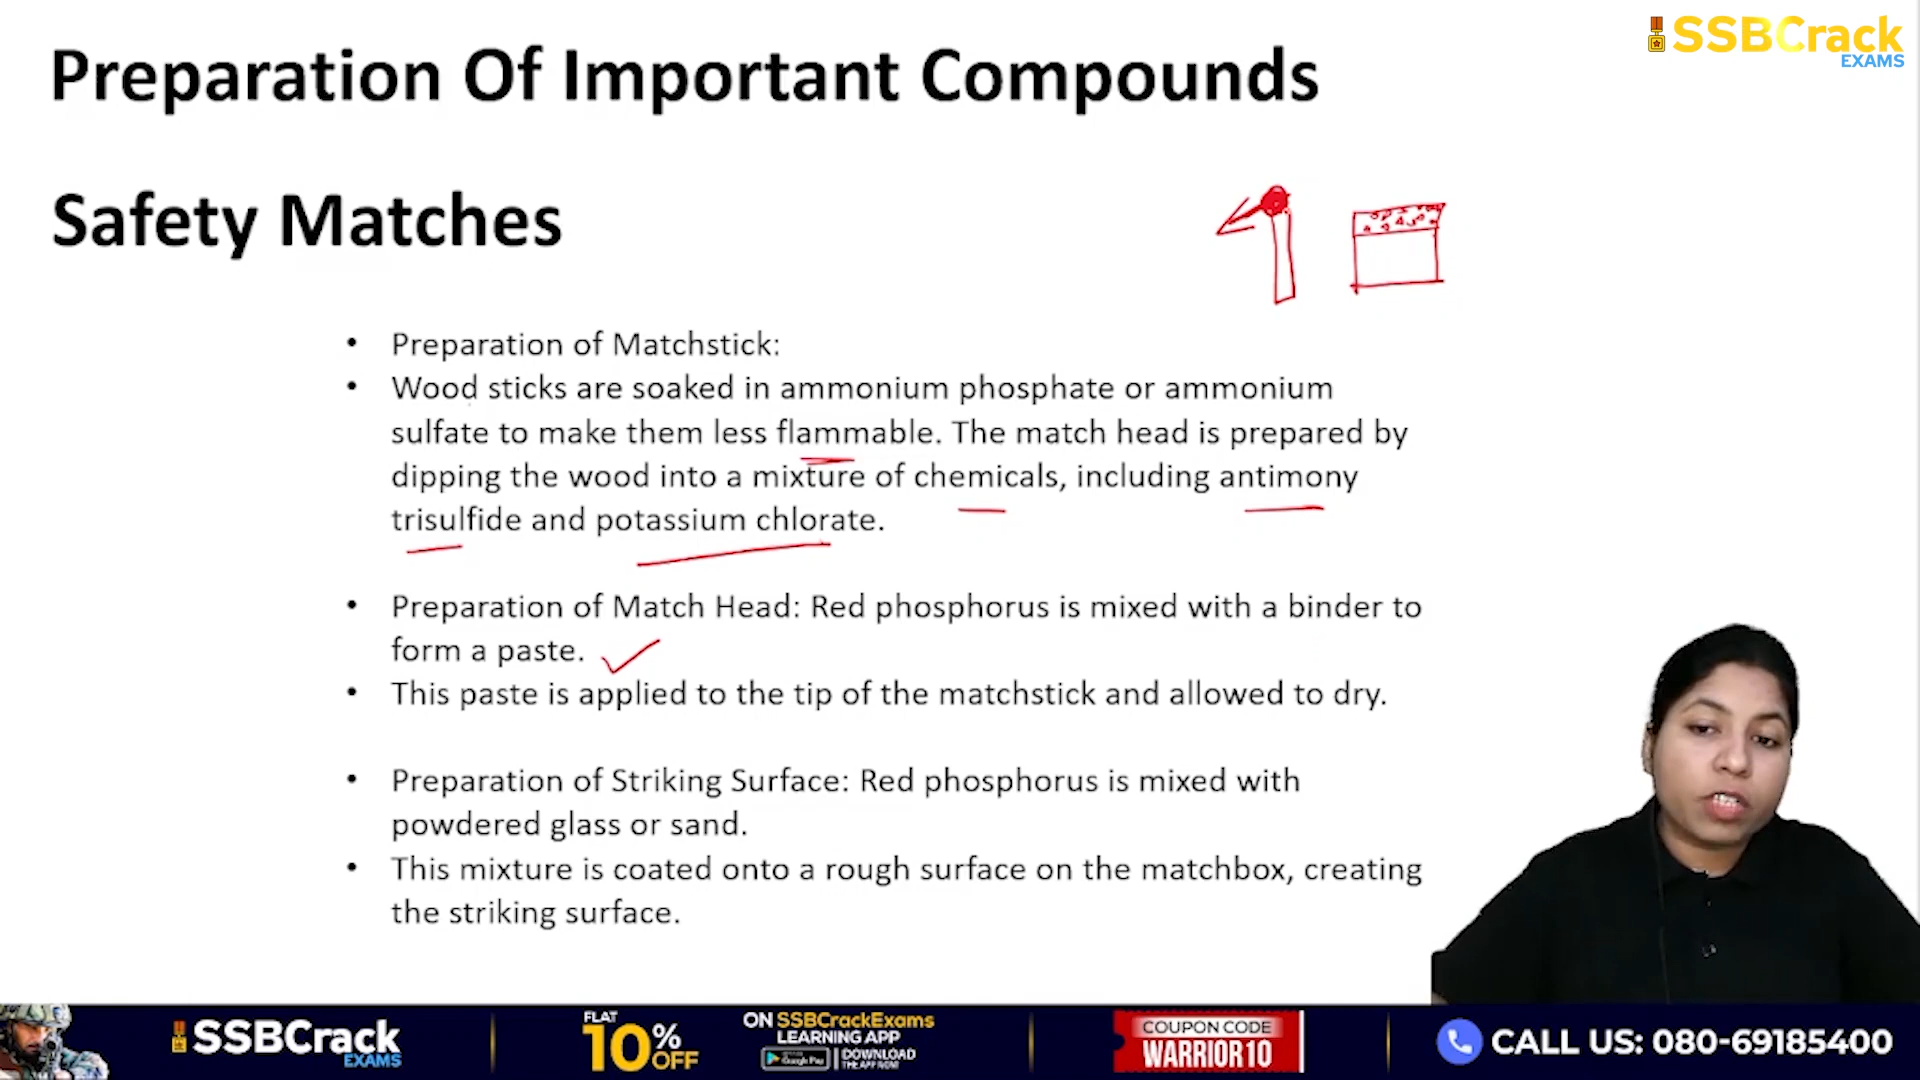 SSBCrack
EXAMS
Preparation Of Important Compounds
Safety Matches
• Preparation of Matchstick:
• Wood sticks are soaked in ammonium phosphate or ammonium
sulfate to make them less flammable. The match head is prepared by
dipping the wood into a mixture of chemicals, including antimony
trisulfide and potassium chlorate.
• Preparation of Match Head: Red phosphorus is mixed with a binder to
form a paste.
• This paste is applied to the tip of the matchstick and allowed to dry.
• Preparation of Striking Surface: Red phosphorus is mixed with
powdered glass or sand.
• This mixture is coated onto a rough surface on the matchbox, creating
the striking surface.
SSBCrack
EXAMS
FLAT
10% OFF
ON SSBCrackExams
LEARNING APP
Google Play
DOWNLOAD
THE APP NOW
COUPON CODE
WARRIOR10
CALL US: 080-69185400